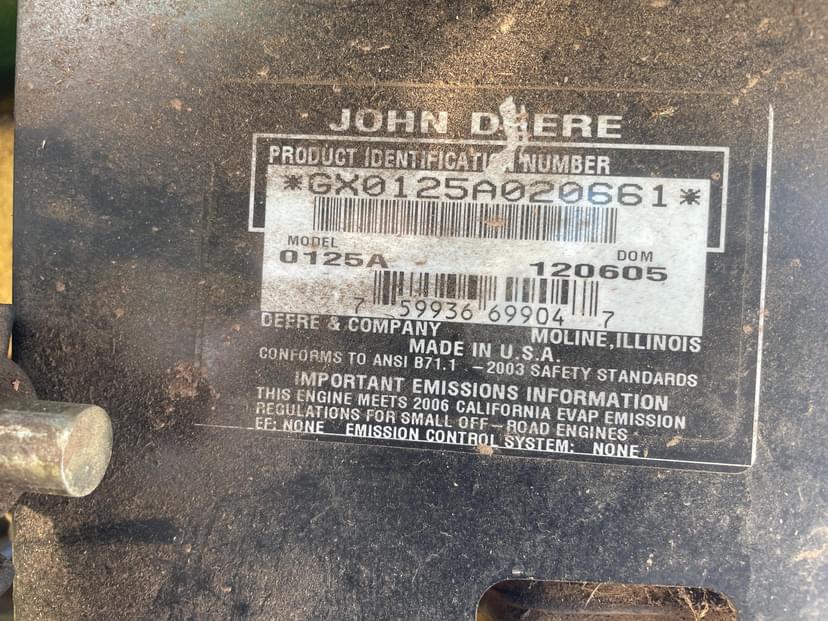 JOHN DEERE
PRODUCT IDENTIFICATION NUMBER
*GX0125A020661*
MODEL
DOM
0125A
120605
7 59936 69904 7
DEERE & COMPANY
MOLINE, ILLINOIS
MADE IN U.S.A.
CONFORMS TO ANSI B71.1 -2003 SAFETY STANDARDS
IMPORTANT EMISSIONS INFORMATION
THIS ENGINE MEETS 2006 CALIFORNIA EVAP EMISSION
REGULATIONS FOR SMALL OFF-ROAD ENGINES
EF: NONE EMISSION CONTROL SYSTEM: NONE